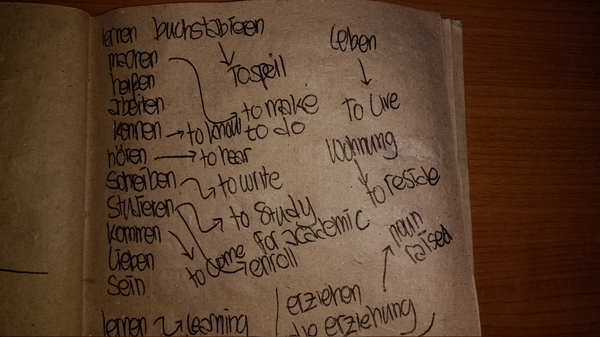 lernen buchstabieren
to spell
machen
to make
to do
heißen
arbeiten
kennen → to know
hören → to hear
schreiben → to write
studieren → to study
for academic
enroll
kommen
to come
lieben
sein
lernen → learning
leben
to live
wohnung
to reside
noun
raised
erziehen
die erziehung